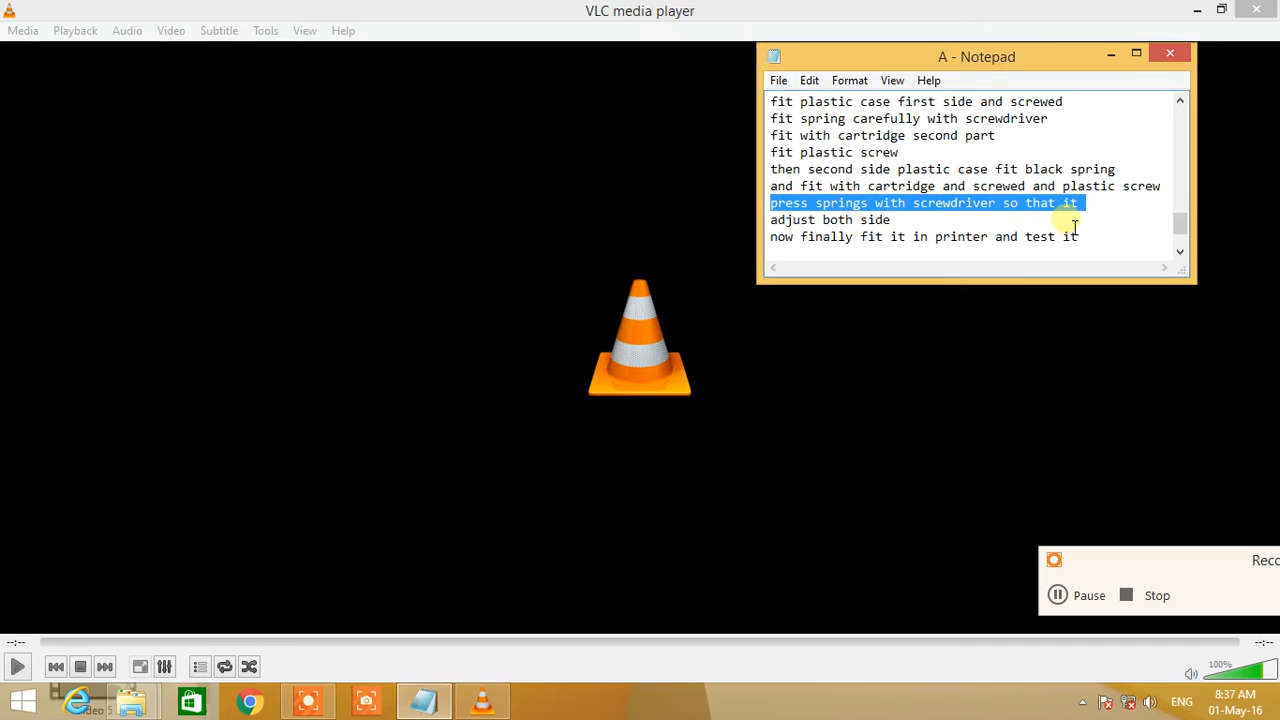 VLC media player
Media Playback Audio Video Subtitle Tools View Help
A - Notepad
File Edit Format View Help
fit plastic case first side and screwed
fit spring carefully with screwdriver
fit with cartridge second part
fit plastic screw
then second side plastic case fit black spring
and fit with cartridge and screwed and plastic screw
press springs with screwdriver so that it
adjust both side
now finally fit it in printer and test it
Reco
Pause Stop
--:-- --:--
100%
ideo 5
ENG
8:37 AM
01-May-16